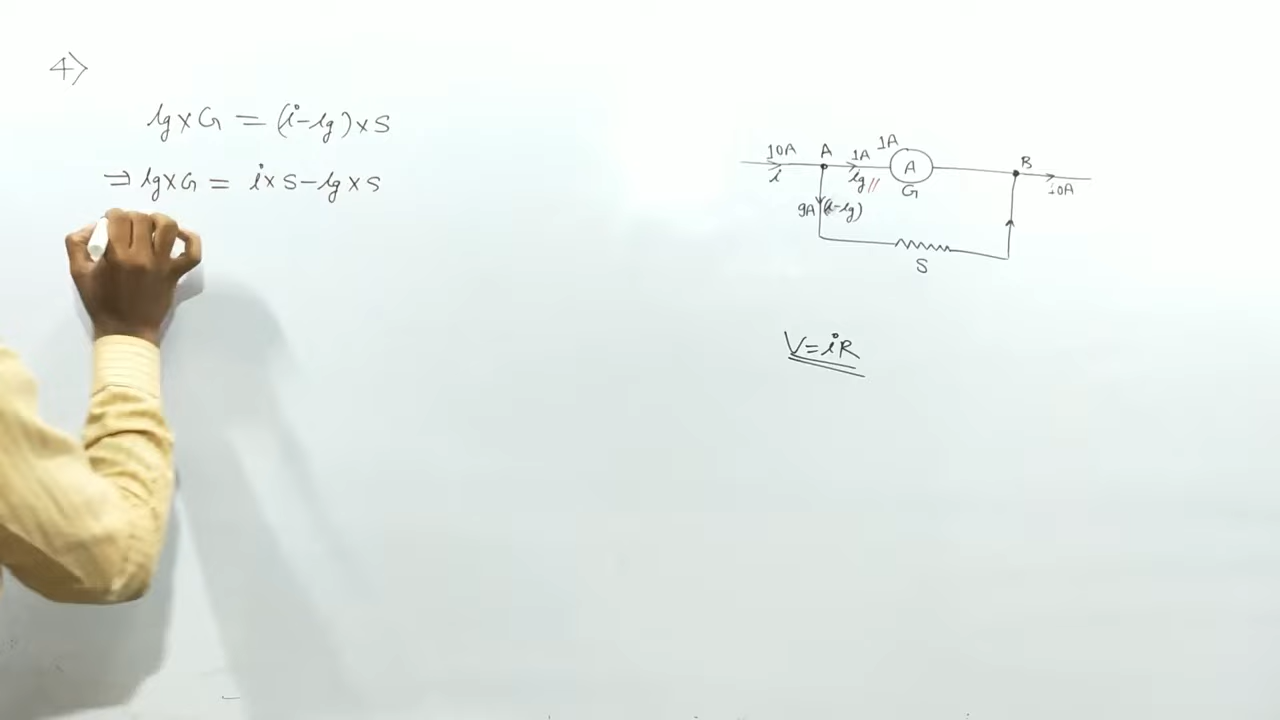 4>
ig×G = (i-ig)×S
⇒ ig×G = i×S-ig×S
10A A 1A 1A A B
i ig G 10A
9A (i-ig)
S
V=iR